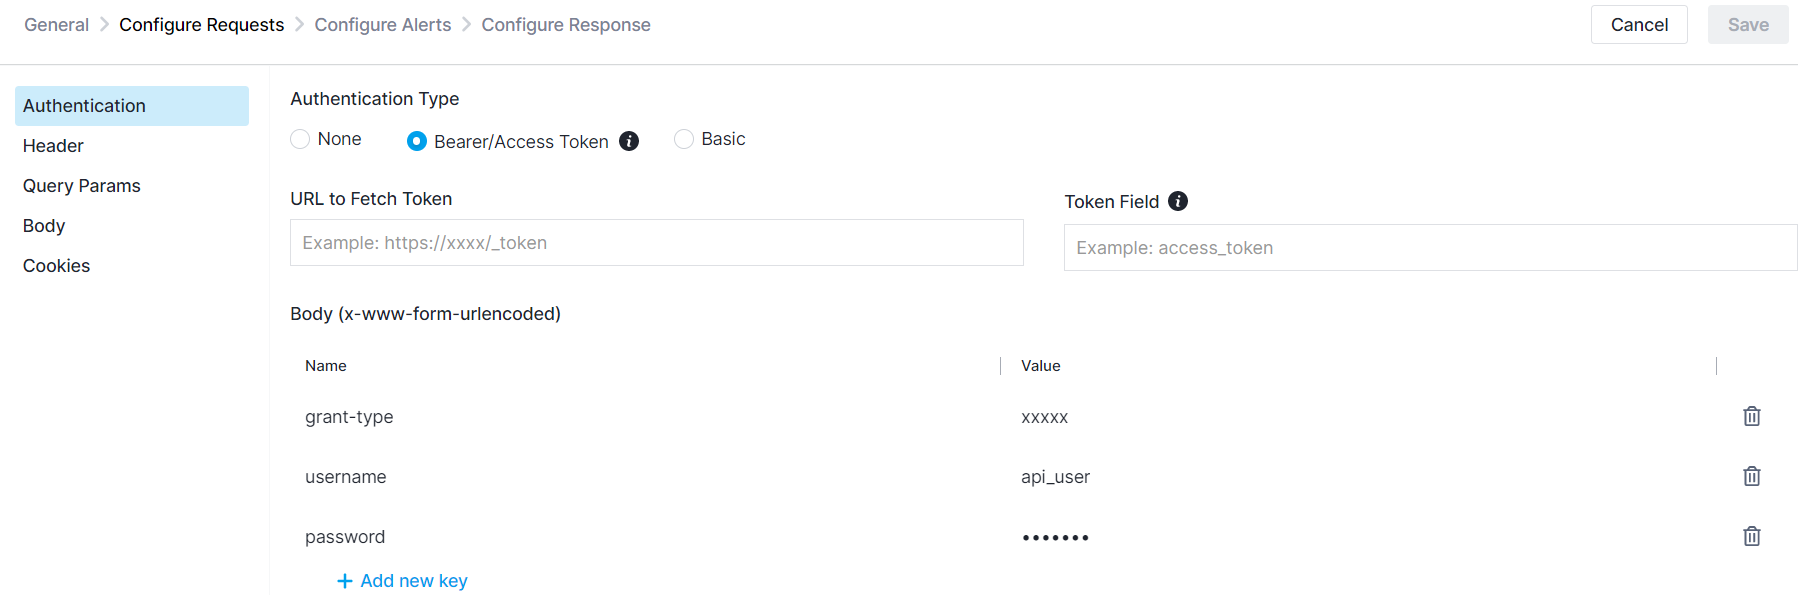 General > Configure Requests > Configure Alerts > Configure Response
Cancel
Save
Authentication
Header
Query Params
Body
Cookies
Authentication Type
None
Bearer/Access Token
Basic
URL to Fetch Token
Example: https://xxxx/_token
Token Field
Example: access_token
Body (x-www-form-urlencoded)
Name
Value
grant-type
xxxxx
username
api_user
password
•••••••
+ Add new key